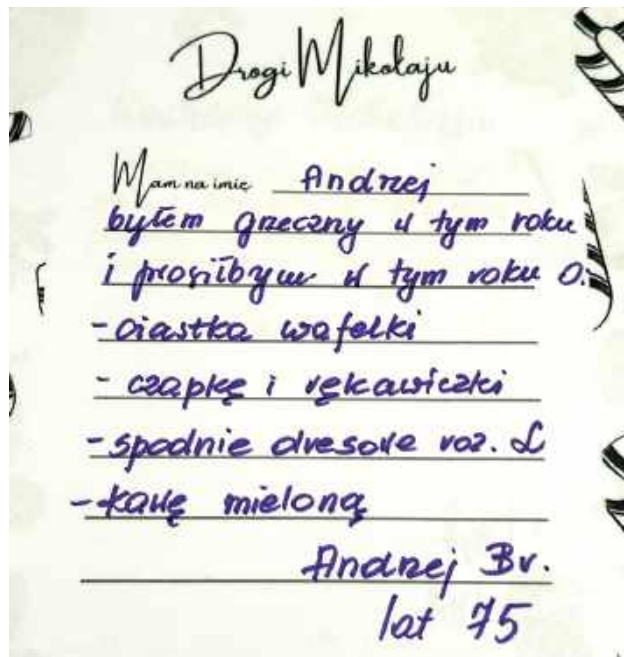 Drogi Mikołaju
Mam na imię Andrzej
byłem grzeczny w tym roku
i prosiłbym w tym roku o:
- ciastka wafelki
- czapkę i rękawiczki
- spodnie dresowe roz. L
- kawę mieloną
Andrzej Br.
lat 75